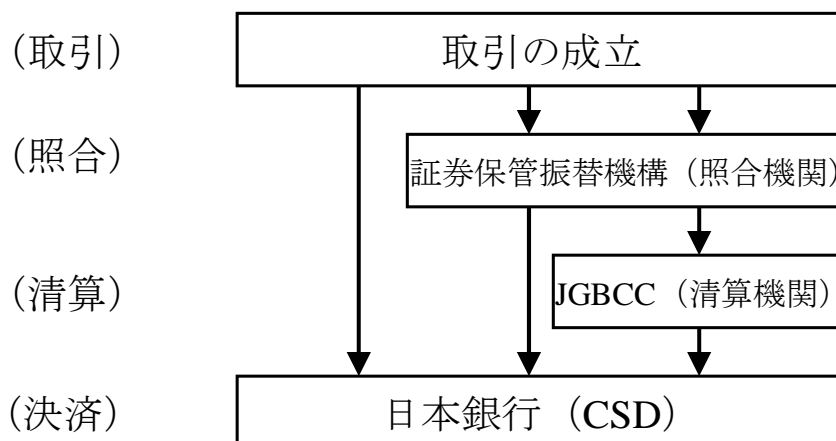 (取引) 取引の成立
(照合) 証券保管振替機構（照合機関）
(清算) JGBCC（清算機関）
(決済) 日本銀行（CSD）